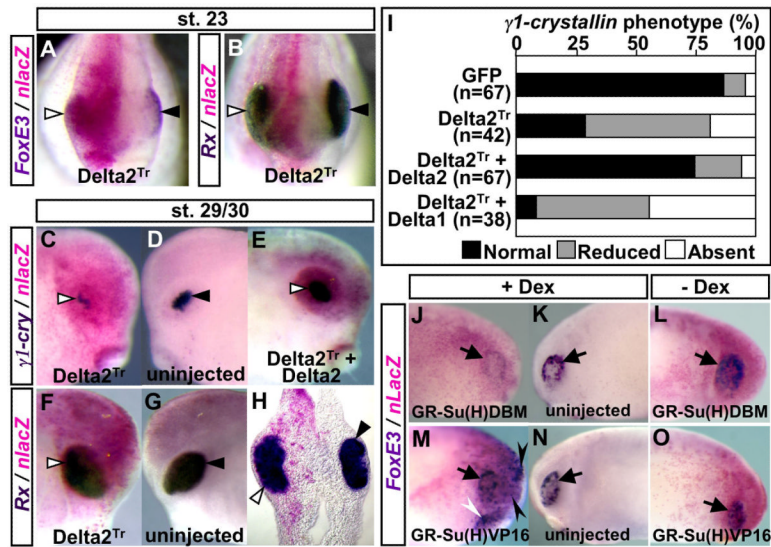 st. 23
A
B
FoxE3 / nlacZ
Rx / nlacZ
Delta2Tr
Delta2Tr
st. 29/30
C
D
E
γ1-cry / nlacZ
Delta2Tr
uninjected
Delta2Tr +
Delta2
F
G
H
Rx / nlacZ
Delta2Tr
uninjected
I
γ1-crystallin phenotype (%)
0 25 50 75 100
GFP
(n=67)
Delta2Tr
(n=42)
Delta2Tr +
Delta2 (n=67)
Delta2Tr +
Delta1 (n=38)
Normal Reduced Absent
+ Dex
- Dex
FoxE3 / nLacZ
J
K
L
GR-Su(H)DBM
uninjected
GR-Su(H)DBM
M
N
O
GR-Su(H)VP16
uninjected
GR-Su(H)VP16